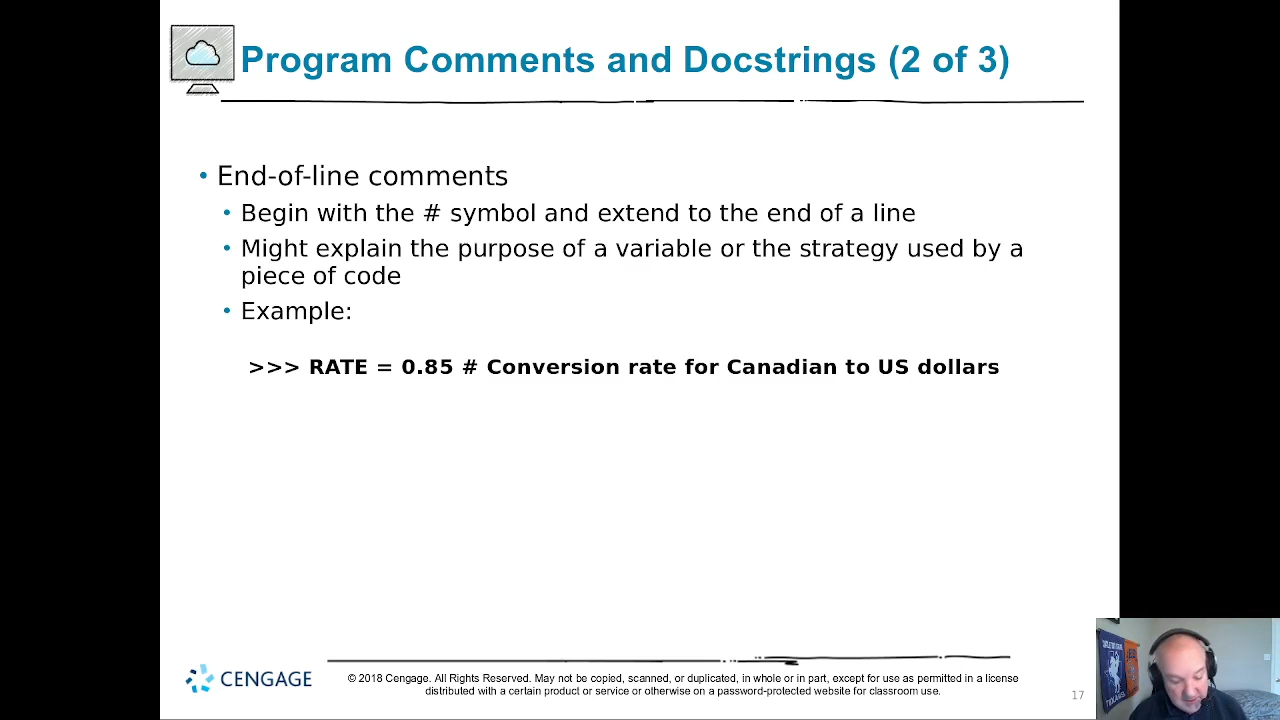 Program Comments and Docstrings (2 of 3)
• End-of-line comments
• Begin with the # symbol and extend to the end of a line
• Might explain the purpose of a variable or the strategy used by a
piece of code
• Example:
>>> RATE = 0.85 # Conversion rate for Canadian to US dollars
CENGAGE
© 2018 Cengage. All Rights Reserved. May not be copied, scanned, or duplicated, in whole or in part, except for use as permitted in a license
distributed with a certain product or service or otherwise on a password-protected website for classroom use.
17
TEXANS